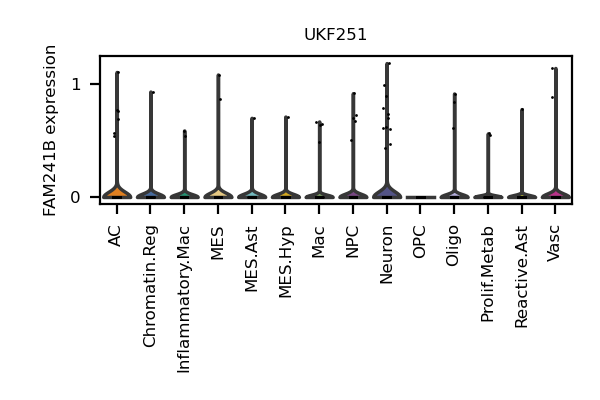 UKF251
FAM241B expression
1
0
AC
Chromatin.Reg
Inflammatory.Mac
MES
MES.Ast
MES.Hyp
Mac
NPC
Neuron
OPC
Oligo
Prolif.Metab
Reactive.Ast
Vasc